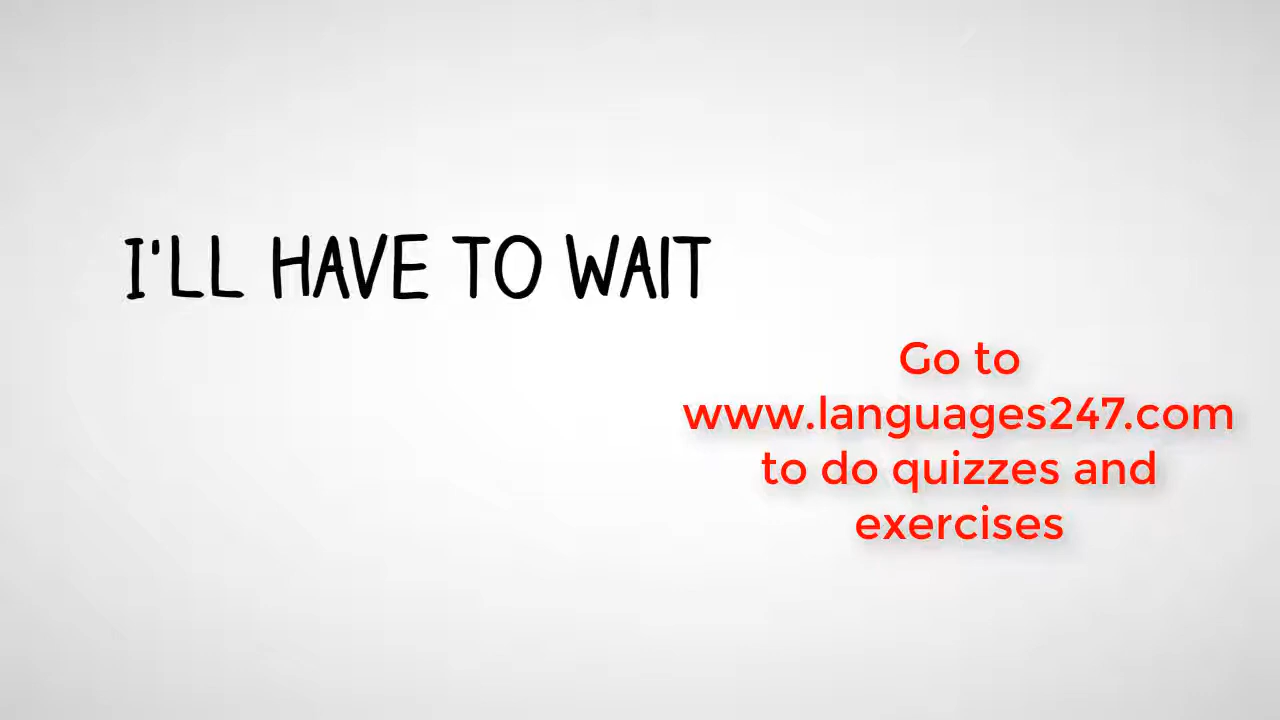 I'LL HAVE TO WAIT
Go to
www.languages247.com
to do quizzes and
exercises